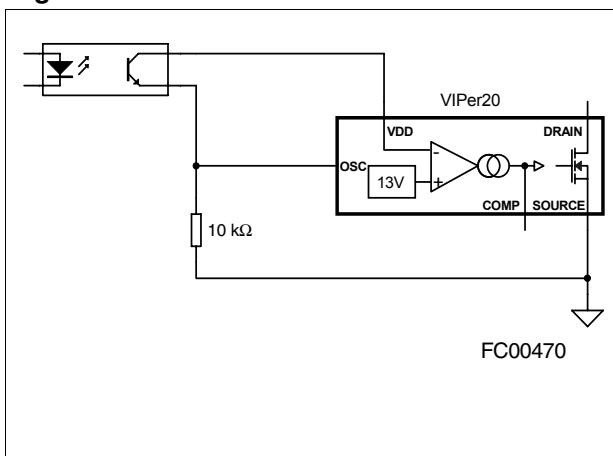 VIPer20
VDD
DRAIN
OSC
-
13V
+
COMP
SOURCE
10 kΩ
FC00470